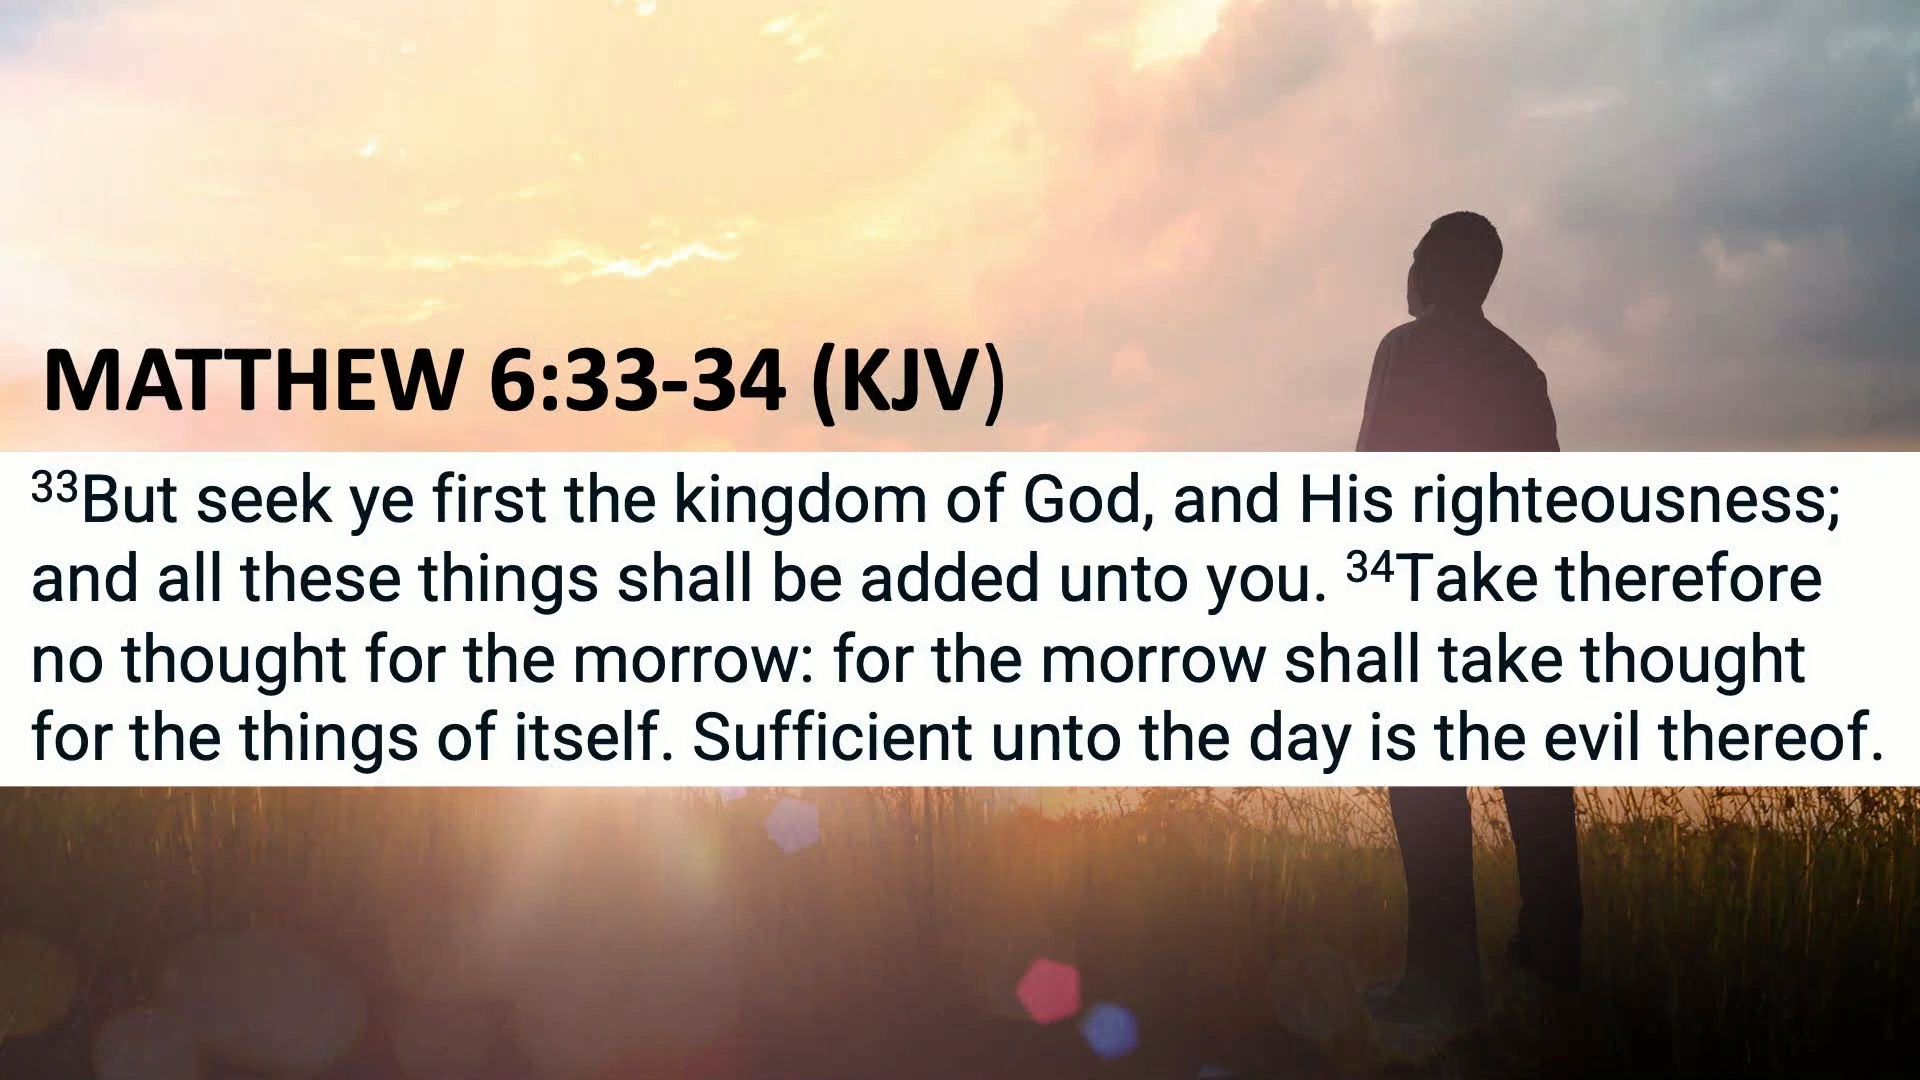 MATTHEW 6:33-34 (KJV)
³³But seek ye first the kingdom of God, and His righteousness;
and all these things shall be added unto you. ³⁴Take therefore
no thought for the morrow: for the morrow shall take thought
for the things of itself. Sufficient unto the day is the evil thereof.